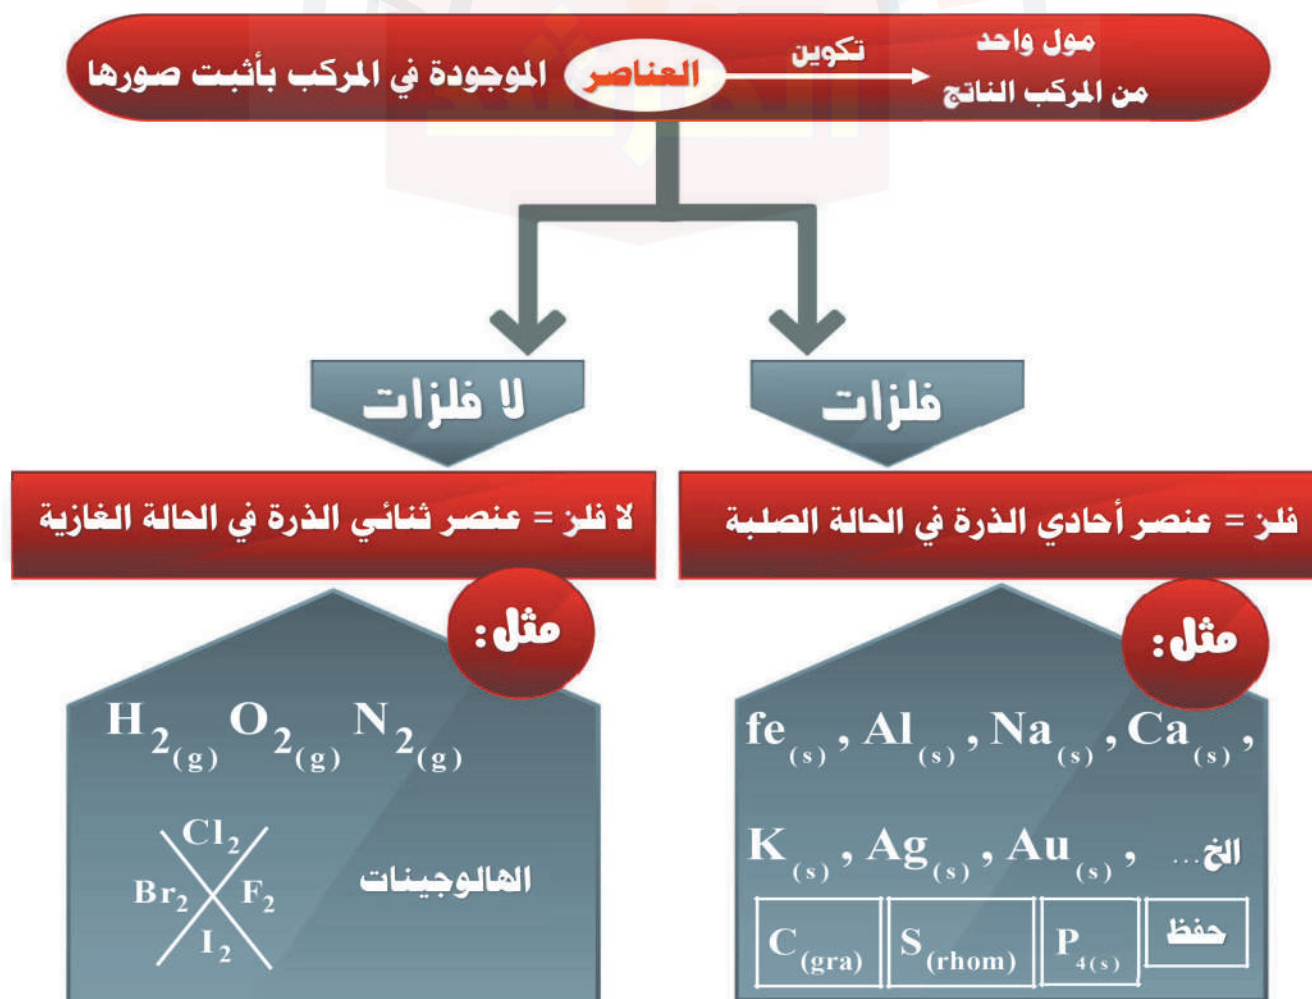 العناصر الموجودة في المركب بأثبت صورها
تكوين
مول واحد
من المركب الناتج
فلزات
فلز = عنصر أحادي الذرة في الحالة الصلبة
مثل:
fe(s) , Al(s) , Na(s) , Ca(s) ,
K(s) , Ag(s) , Au(s) , ...الخ
C(gra) S(rhom) P4(s) حفظ
لا فلزات
لا فلز = عنصر ثنائي الذرة في الحالة الغازية
مثل:
H2(g) O2(g) N2(g)
الهالوجينات
Cl2
Br2 F2
I2